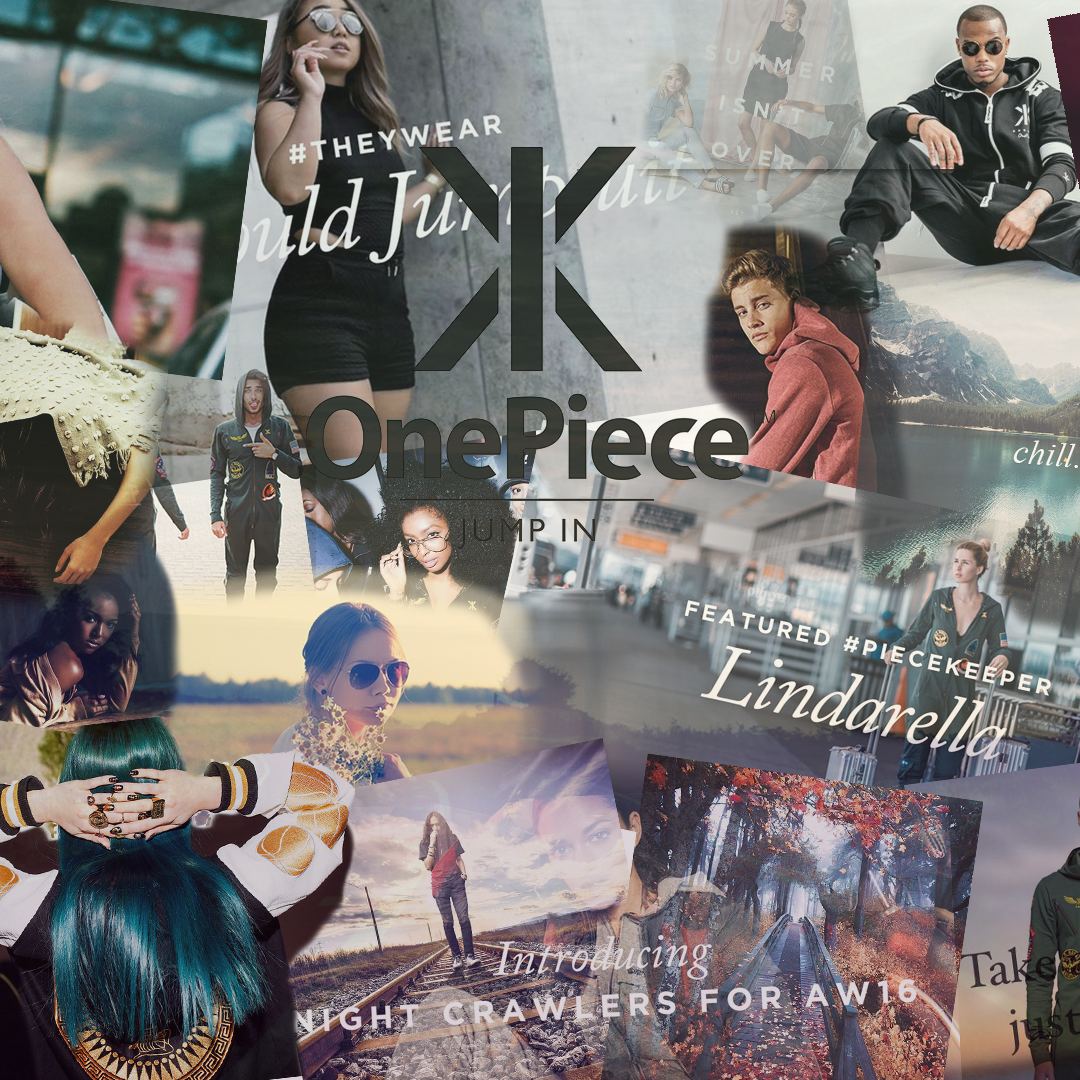 SUMMER
ISN'T
OVER
#THEYWEAR
ould Jumpsuit
OnePiece
JUMP IN
chill.
FEATURED #PIECEKEEPER
Lindarella
Introducing
NIGHT CRAWLERS FOR AW16
Take
just